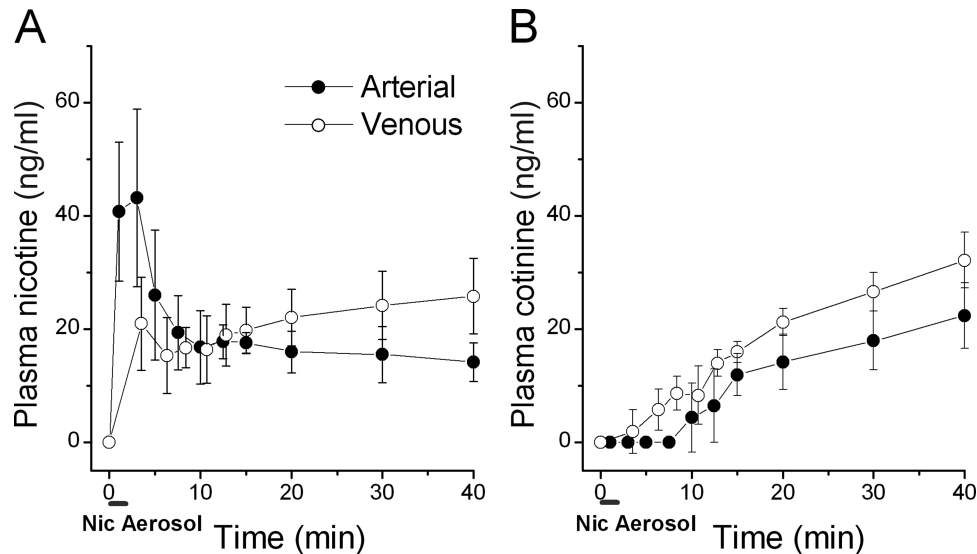 A
Plasma nicotine (ng/ml)
60
40
20
0
Arterial
Venous
0 10 20 30 40
Nic Aerosol
Time (min)
B
Plasma cotinine (ng/ml)
60
40
20
0
0 10 20 30 40
Nic Aerosol
Time (min)